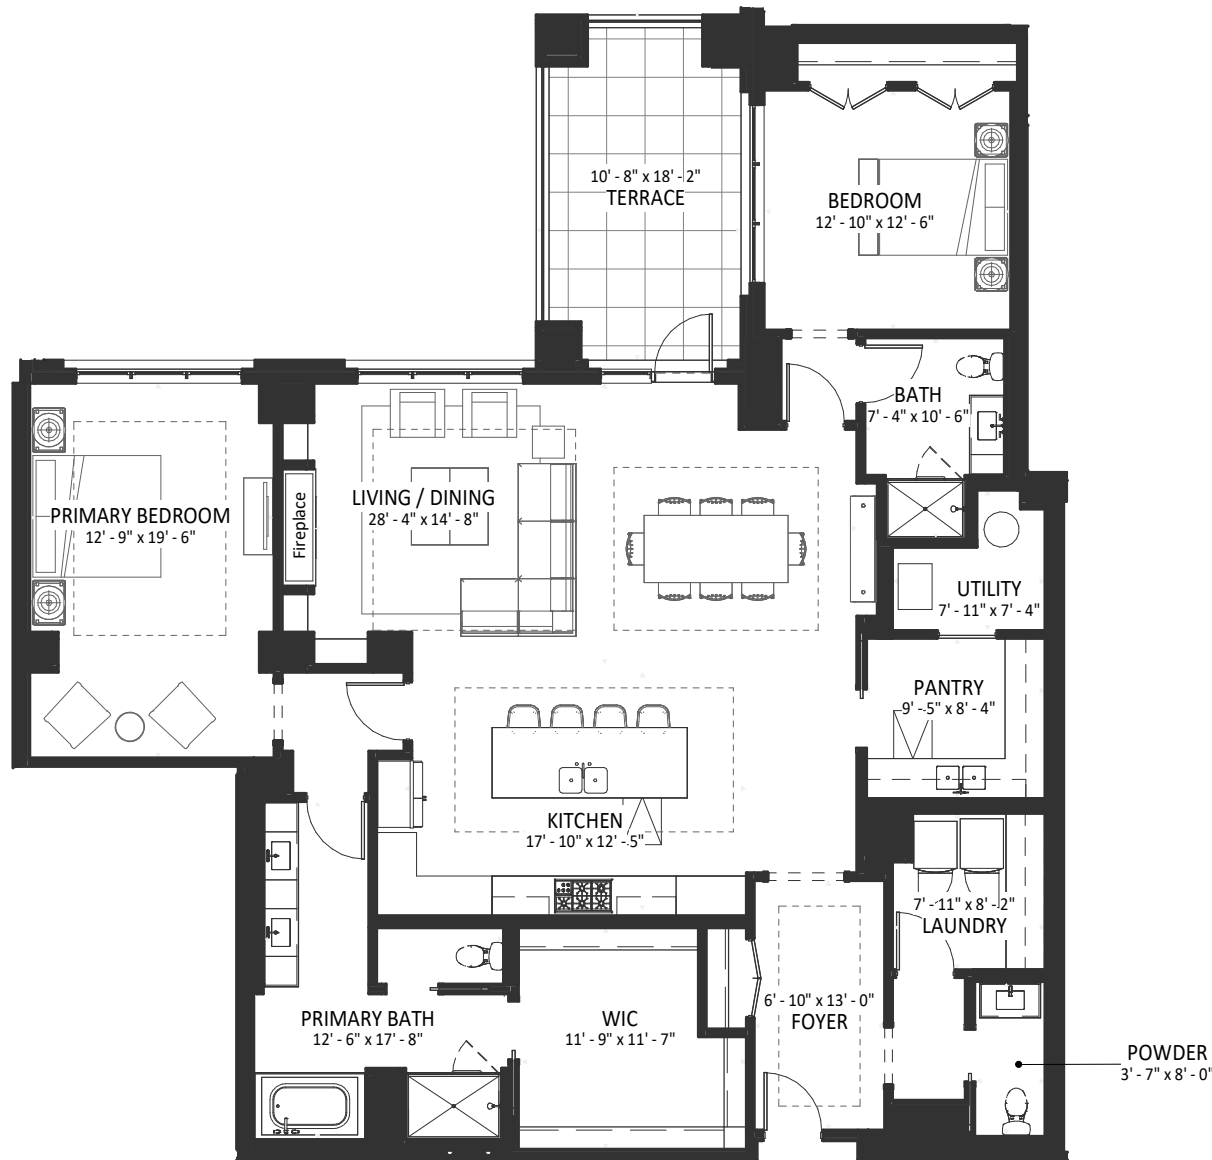 10' - 8" x 18' - 2"
TERRACE
BEDROOM
12' - 10" x 12' - 6"
BATH
7' - 4" x 10' - 6"
LIVING / DINING
28' - 4" x 14' - 8"
Fireplace
PRIMARY BEDROOM
12' - 9" x 19' - 6"
UTILITY
7' - 11" x 7' - 4"
PANTRY
9' - 5" x 8' - 4"
KITCHEN
17' - 10" x 12' - 5"
7' - 11" x 8' - 2"
LAUNDRY
6' - 10" x 13' - 0"
FOYER
PRIMARY BATH
12' - 6" x 17' - 8"
WIC
11' - 9" x 11' - 7"
POWDER
3' - 7" x 8' - 0"